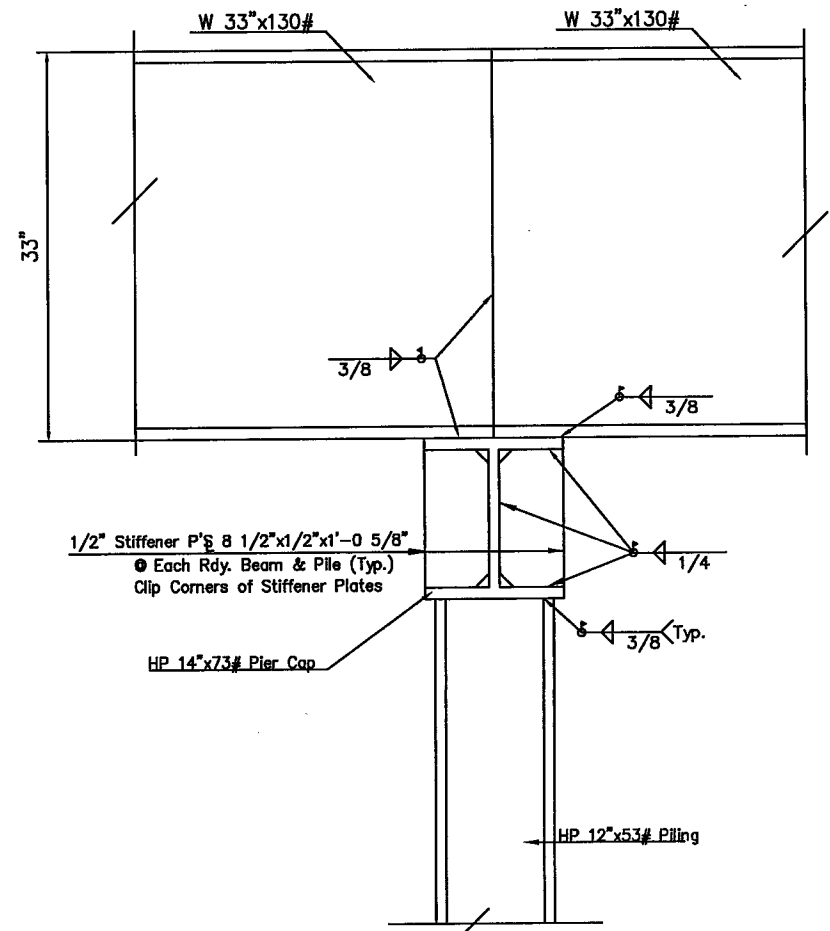 W 33"x130#
W 33"x130#
33"
3/8
3/8
1/2" Stiffener P'S 8 1/2"x1/2"x1'-0 5/8"
@ Each Rdy. Beam & Pile (Typ.)
Clip Corners of Stiffener Plates
1/4
3/8 Typ.
HP 14"x73# Pier Cap
HP 12"x53# Piling